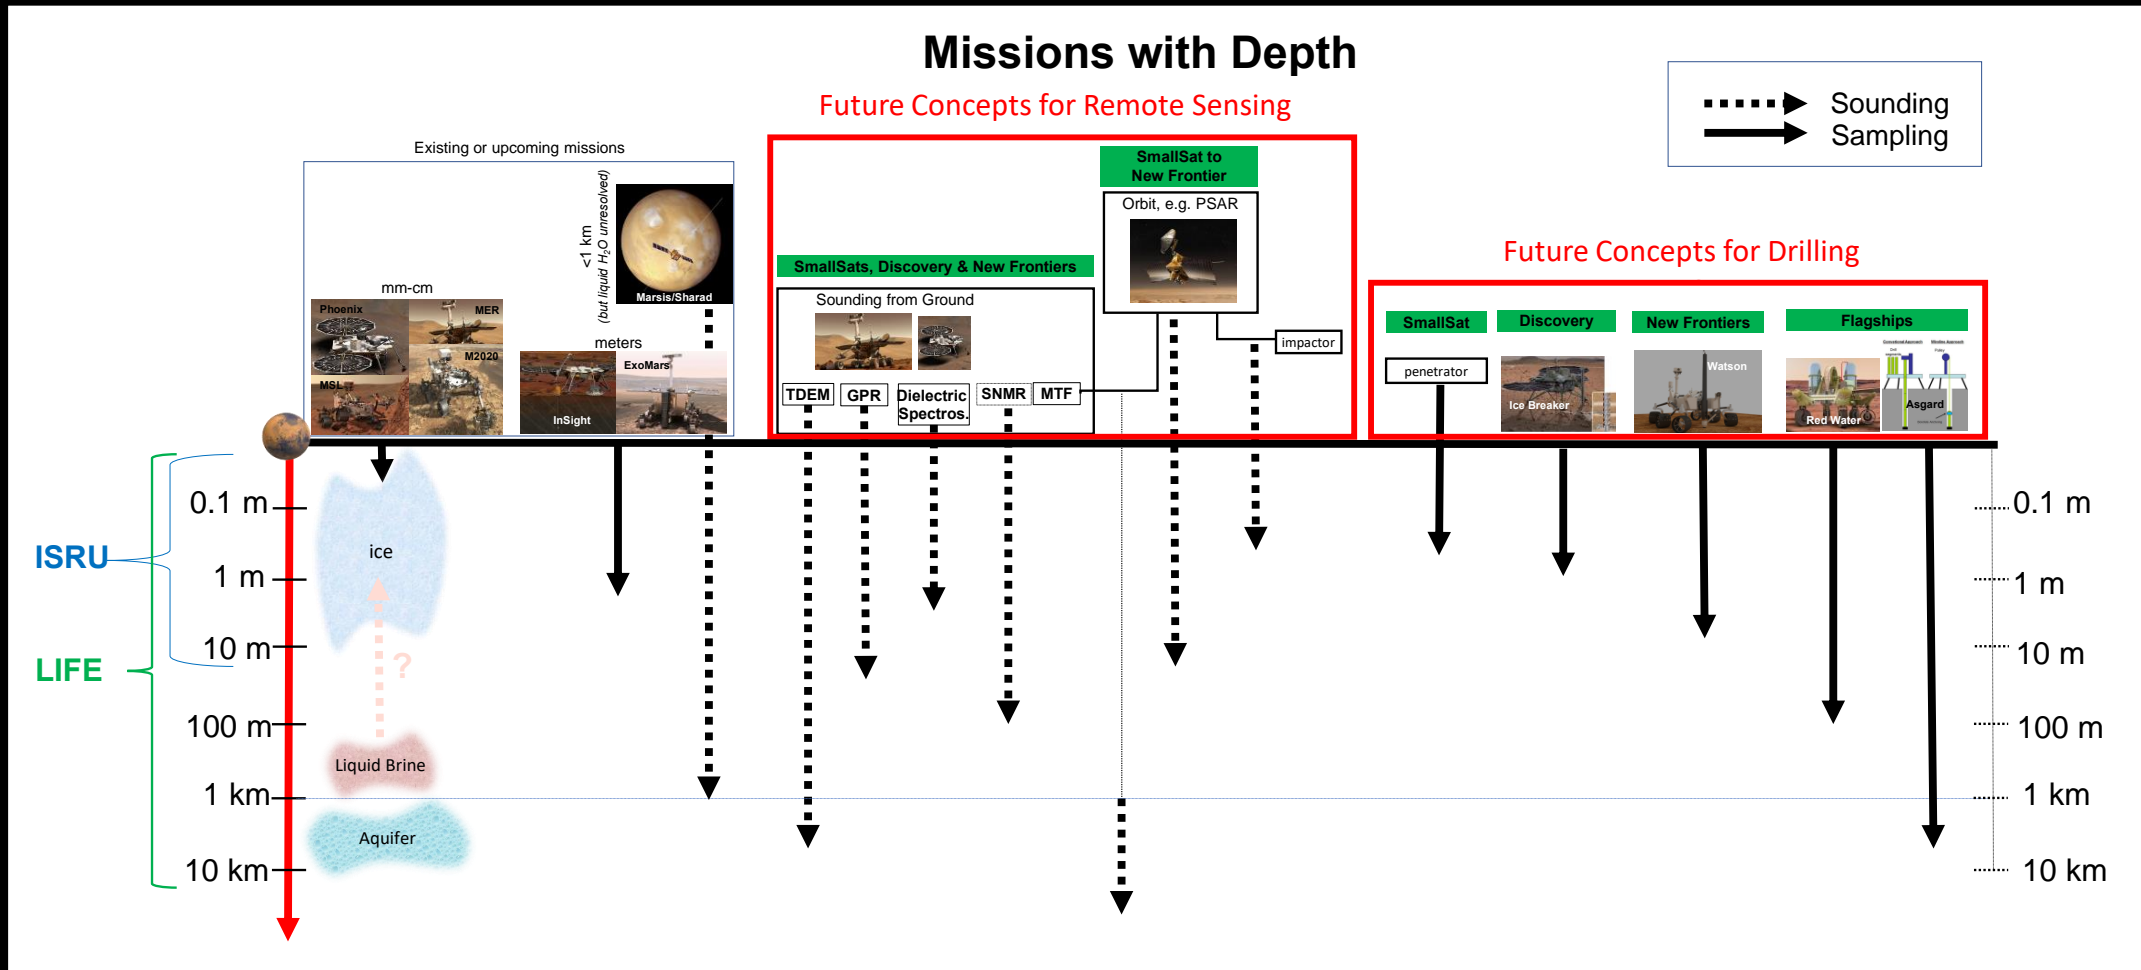 Missions with Depth
Future Concepts for Remote Sensing
Sounding
Sampling
Existing or upcoming missions
<1 km
(but liquid H₂O unresolved)
Marsis/Sharad
mm-cm
Phoenix
MER
M2020
MSL
meters
InSight
ExoMars
SmallSat to
New Frontier
Orbit, e.g. PSAR
impactor
SmallSats, Discovery & New Frontiers
Sounding from Ground
TDEM
GPR
Dielectric
Spectros.
SNMR
MTF
Future Concepts for Drilling
SmallSat
Discovery
New Frontiers
Flagships
penetrator
Ice Breaker
Watson
Red Water
Asgard
ISRU
LIFE
0.1 m
1 m
10 m
100 m
1 km
10 km
ice
?
Liquid Brine
Aquifer
0.1 m
1 m
10 m
100 m
1 km
10 km